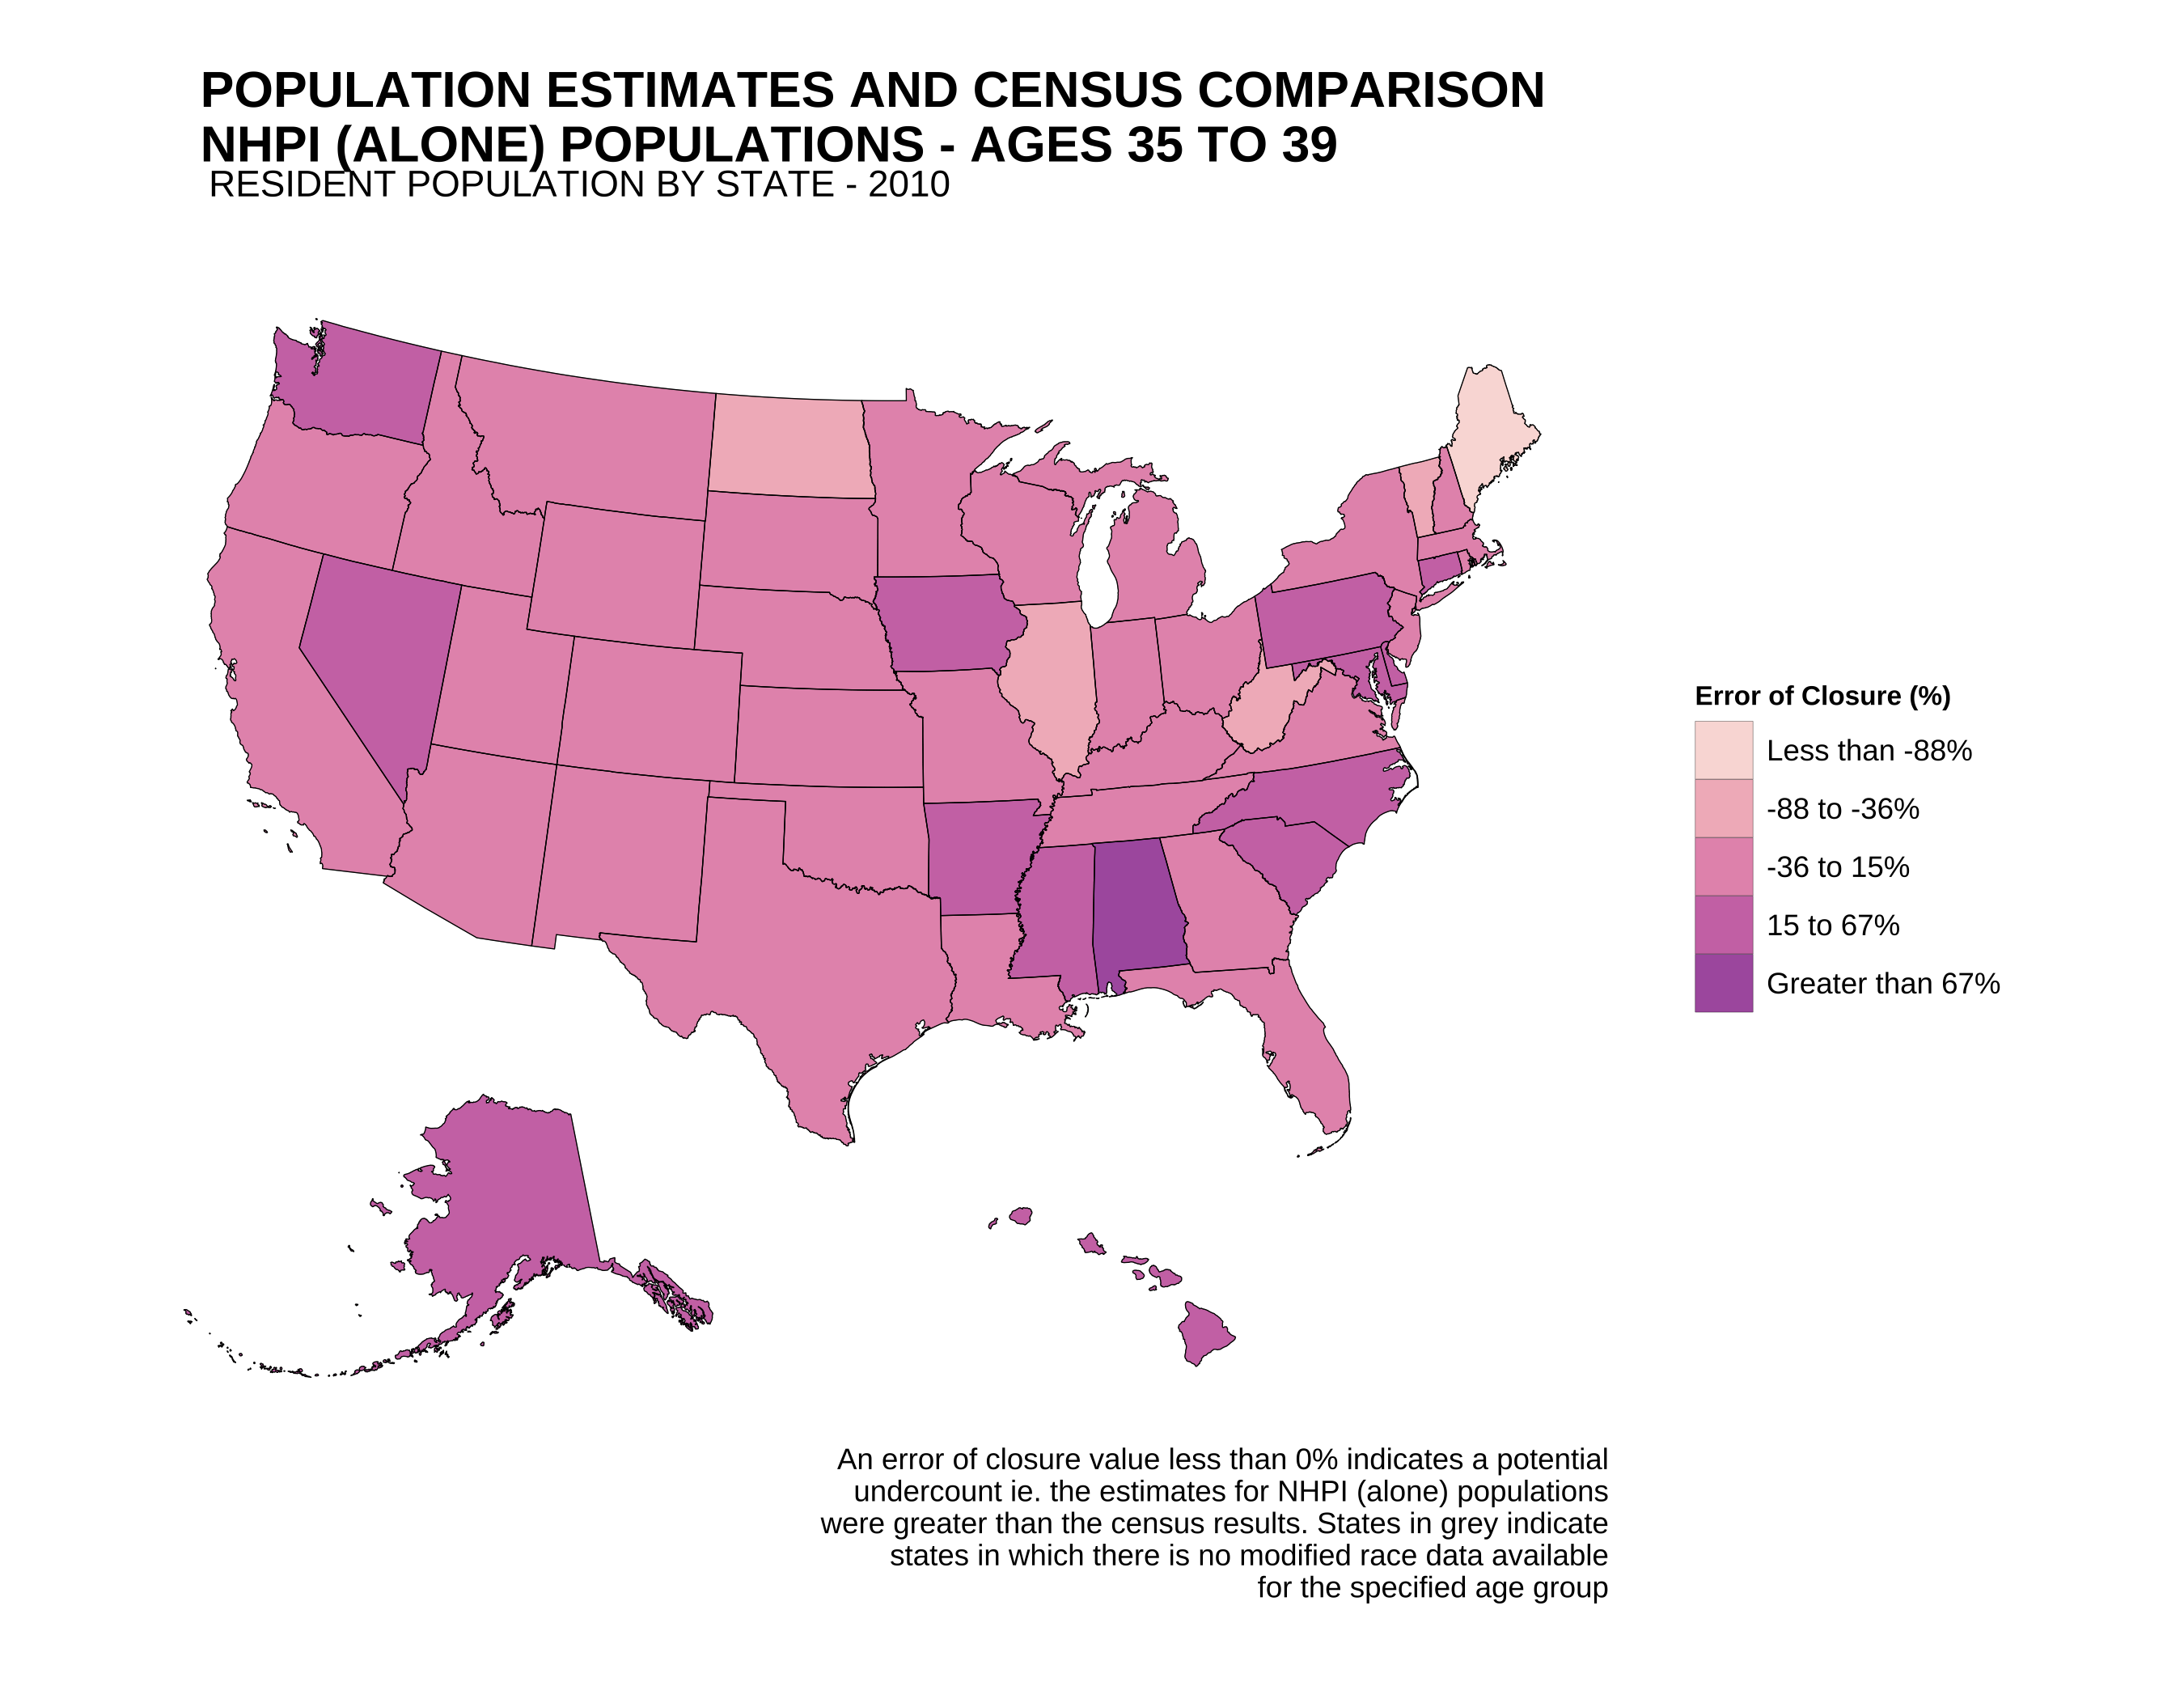 POPULATION ESTIMATES AND CENSUS COMPARISON
NHPI (ALONE) POPULATIONS - AGES 35 TO 39
RESIDENT POPULATION BY STATE - 2010
Error of Closure (%)
Less than -88%
-88 to -36%
-36 to 15%
15 to 67%
Greater than 67%
An error of closure value less than 0% indicates a potential
undercount ie. the estimates for NHPI (alone) populations
were greater than the census results. States in grey indicate
states in which there is no modified race data available
for the specified age group